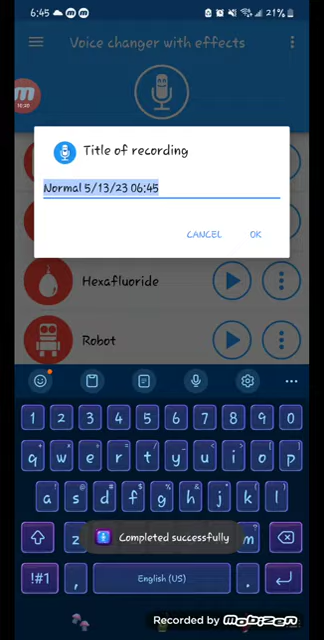 6:45
21%
Voice changer with effects
10:20
Title of recording
Normal 5/13/23 06:45
CANCEL OK
Hexafluoride
Robot
1 2 3 4 5 6 7 8 9 0
q w e r t y u i o p
a s d f g h j k l
z m
Completed successfully
!#1 , English (US) .
Recorded by mobizen